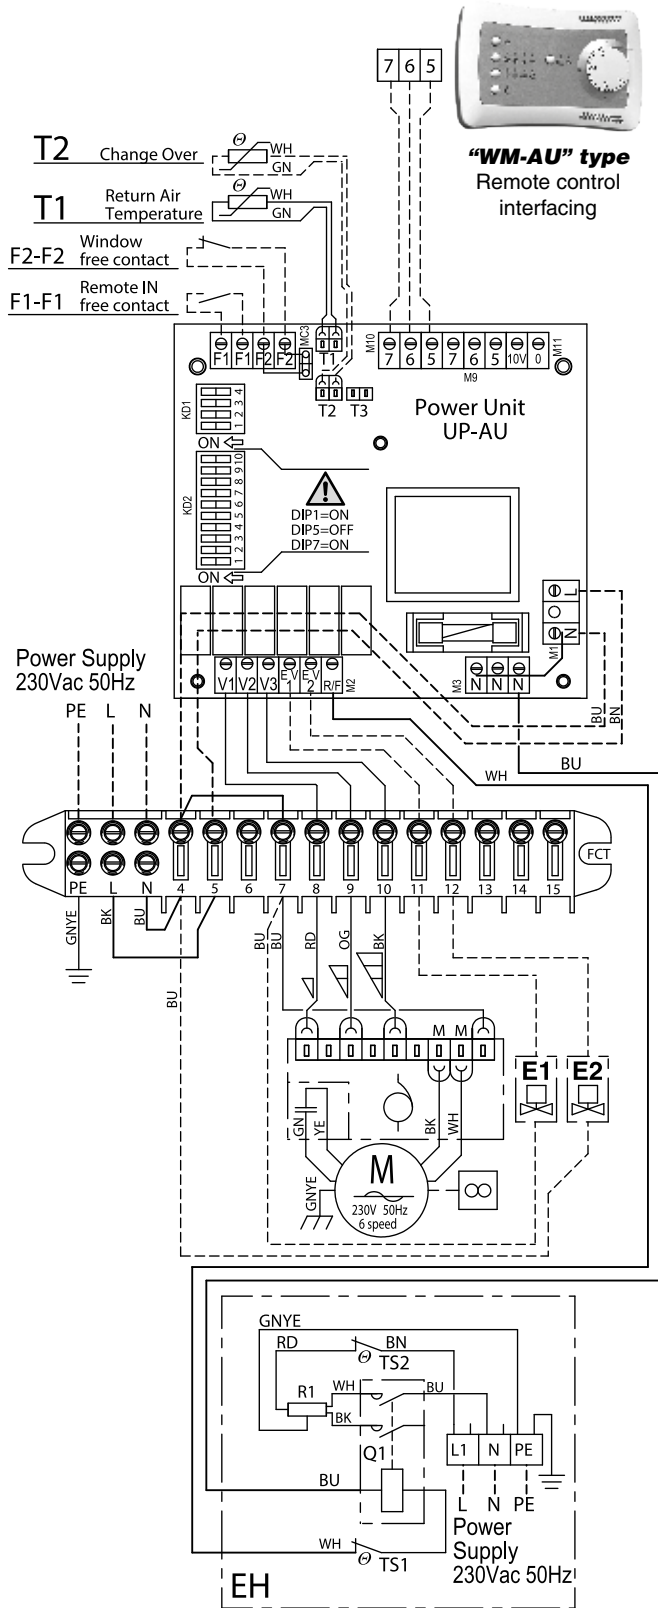 7 6 5
"WM-AU" type
Remote control
interfacing
T2 Change Over
Θ WH
GN
T1 Return Air
Temperature
Θ WH
GN
F2-F2 Window
free contact
F1-F1 Remote IN
free contact
F1 F1 F2 F2
MC3
T1
M10
7 6 5 7 6 5 10V 0
M11
M9
T2 T3
KD1
1 2 3 4
ON
KD2
1 2 3 4 5 6 7 8 9 10
ON
DIP1=ON
DIP5=OFF
DIP7=ON
Power Unit
UP-AU
L
N
M1
V1 V2 V3 EV1 EV2 R/F
M2
M3
N N N
BU
BN
Power Supply
230Vac 50Hz
PE L N
WH
BU
FCT
PE L N 4 5 6 7 8 9 10 11 12 13 14 15
GNYE
BK
BU
BU
BU
BU
RD
OG
BK
M M
E1 E2
GN
YE
BK
WH
GNYE
M
230V 50Hz
6 speed
GNYE
RD
BN
Θ TS2
R1
WH
BU
BK
Q1
L1 N PE
BU
L N PE
Power
Supply
230Vac 50Hz
WH
Θ TS1
EH